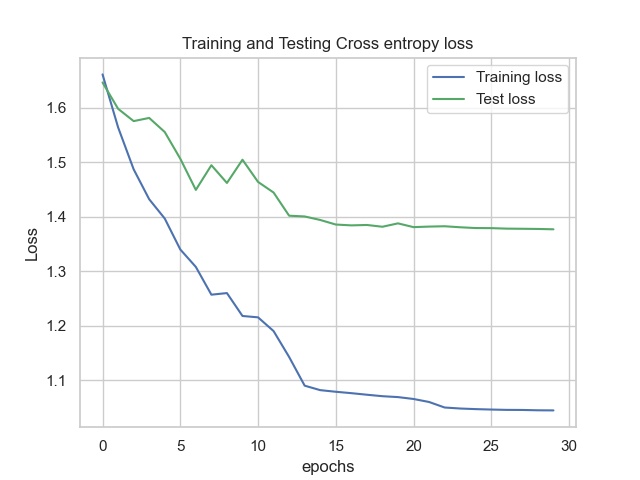 Training and Testing Cross entropy loss
Training loss
Test loss
1.6
1.5
1.4
1.3
1.2
1.1
Loss
0 5 10 15 20 25 30
epochs